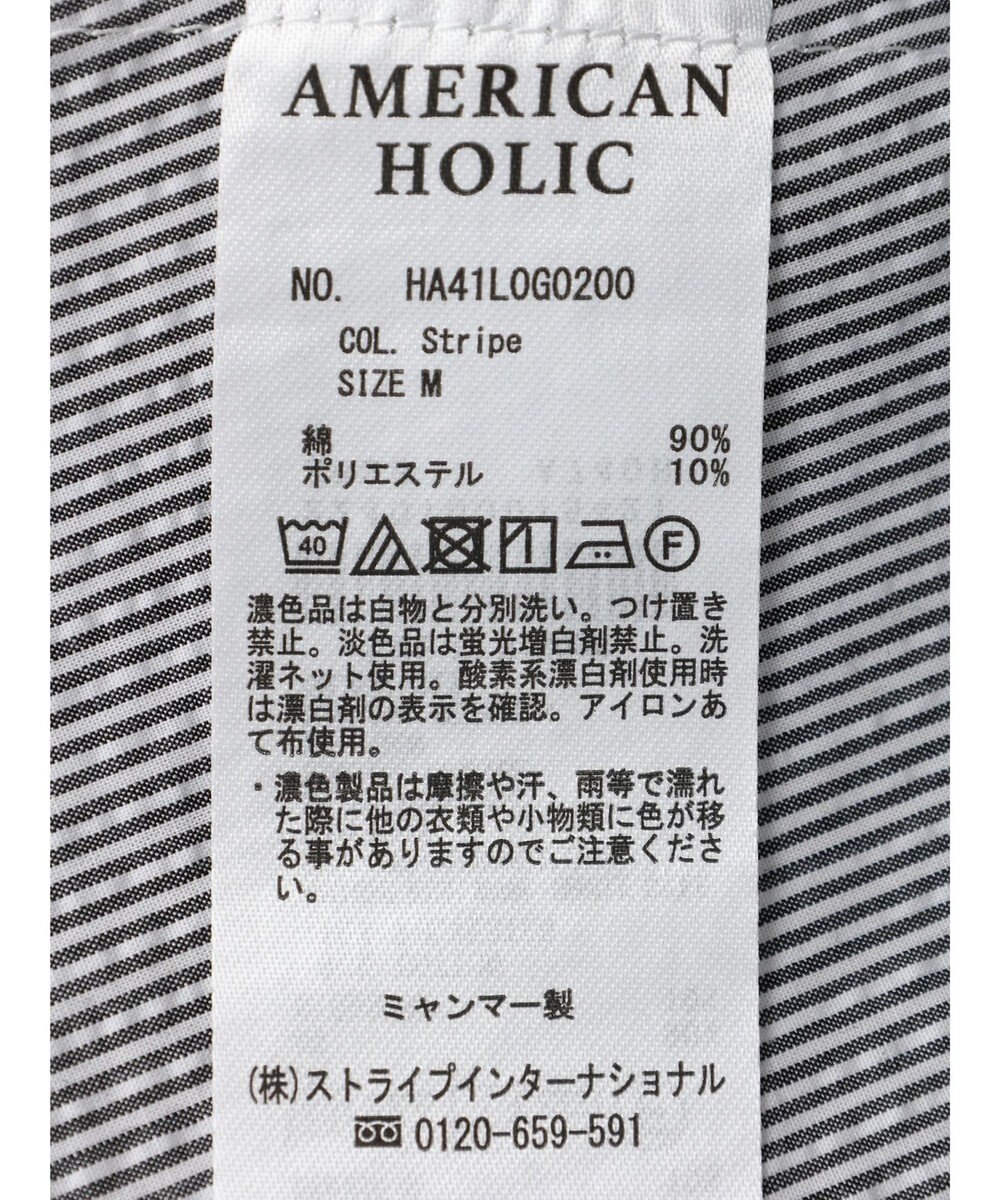 AMERICAN
HOLIC
NO. HA41L0G0200
COL. Stripe
SIZE M
綿 90%
ポリエステル 10%
40 F
濃色品は白物と分別洗い。つけ置き
禁止。淡色品は蛍光増白剤禁止。洗
濯ネット使用。酸素系漂白剤使用時
は漂白剤の表示を確認。アイロンあ
て布使用。
・濃色製品は摩擦や汗、雨等で濡れ
た際に他の衣類や小物類に色が移
る事がありますのでご注意くださ
い。
ミャンマー製
(株)ストライプインターナショナル
0120-659-591